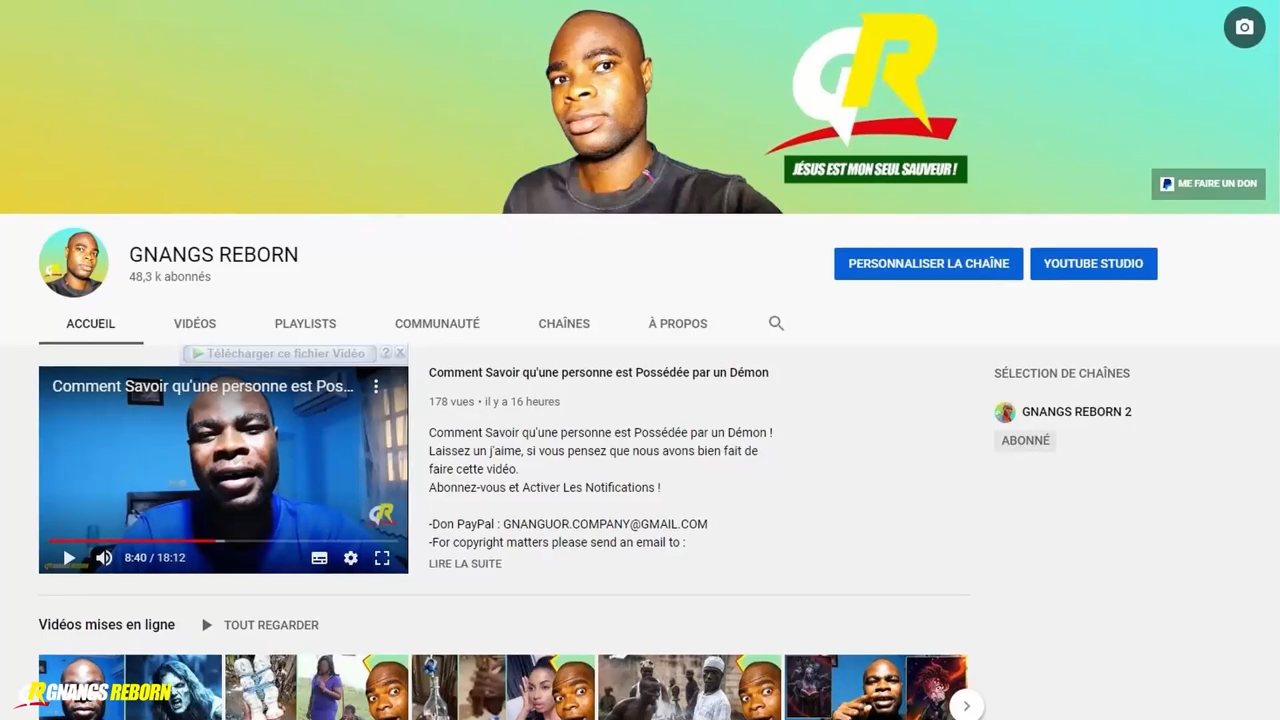 GR
JÉSUS EST MON SEUL SAUVEUR !
ME FAIRE UN DON
GNANGS REBORN
48,3 k abonnés
PERSONNALISER LA CHAÎNE
YOUTUBE STUDIO
ACCUEIL
VIDÉOS
PLAYLISTS
COMMUNAUTÉ
CHAÎNES
À PROPOS
Télécharger ce fichier Vidéo ? X
Comment Savoir qu'une personne est Pos...
GR
8:40 / 18:12
Comment Savoir qu'une personne est Possédée par un Démon
178 vues • il y a 16 heures
Comment Savoir qu'une personne est Possédée par un Démon !
Laissez un j'aime, si vous pensez que nous avons bien fait de
faire cette vidéo.
Abonnez-vous et Activer Les Notifications !
-Don PayPal : GNANGUOR.COMPANY@GMAIL.COM
-For copyright matters please send an email to :
LIRE LA SUITE
SÉLECTION DE CHAÎNES
GNANGS REBORN 2
ABONNÉ
Vidéos mises en ligne
TOUT REGARDER
GR GNANGS REBORN